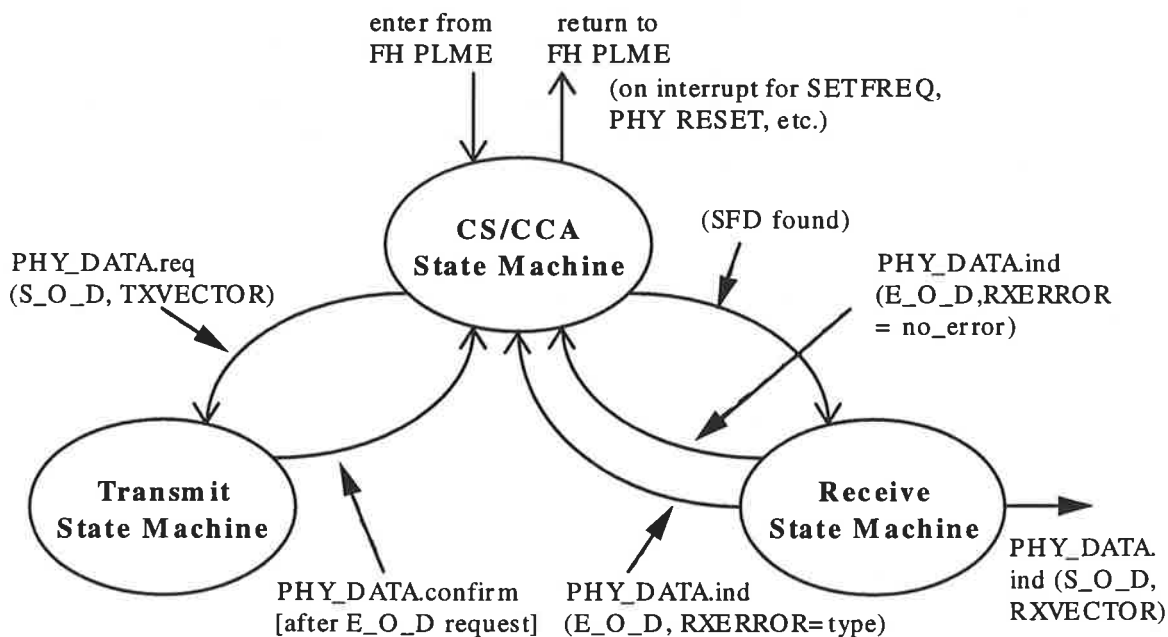 enter from
FH PLME
return to
FH PLME
(on interrupt for SETFREQ,
PHY RESET, etc.)
CS/CCA
State Machine
(SFD found)
PHY_DATA.req
(S_O_D, TXVECTOR)
PHY_DATA.ind
(E_O_D,RXERROR
= no_error)
Transmit
State Machine
Receive
State Machine
PHY_DATA.
ind (S_O_D,
RXVECTOR)
PHY_DATA.confirm
[after E_O_D request]
PHY_DATA.ind
(E_O_D, RXERROR=type)